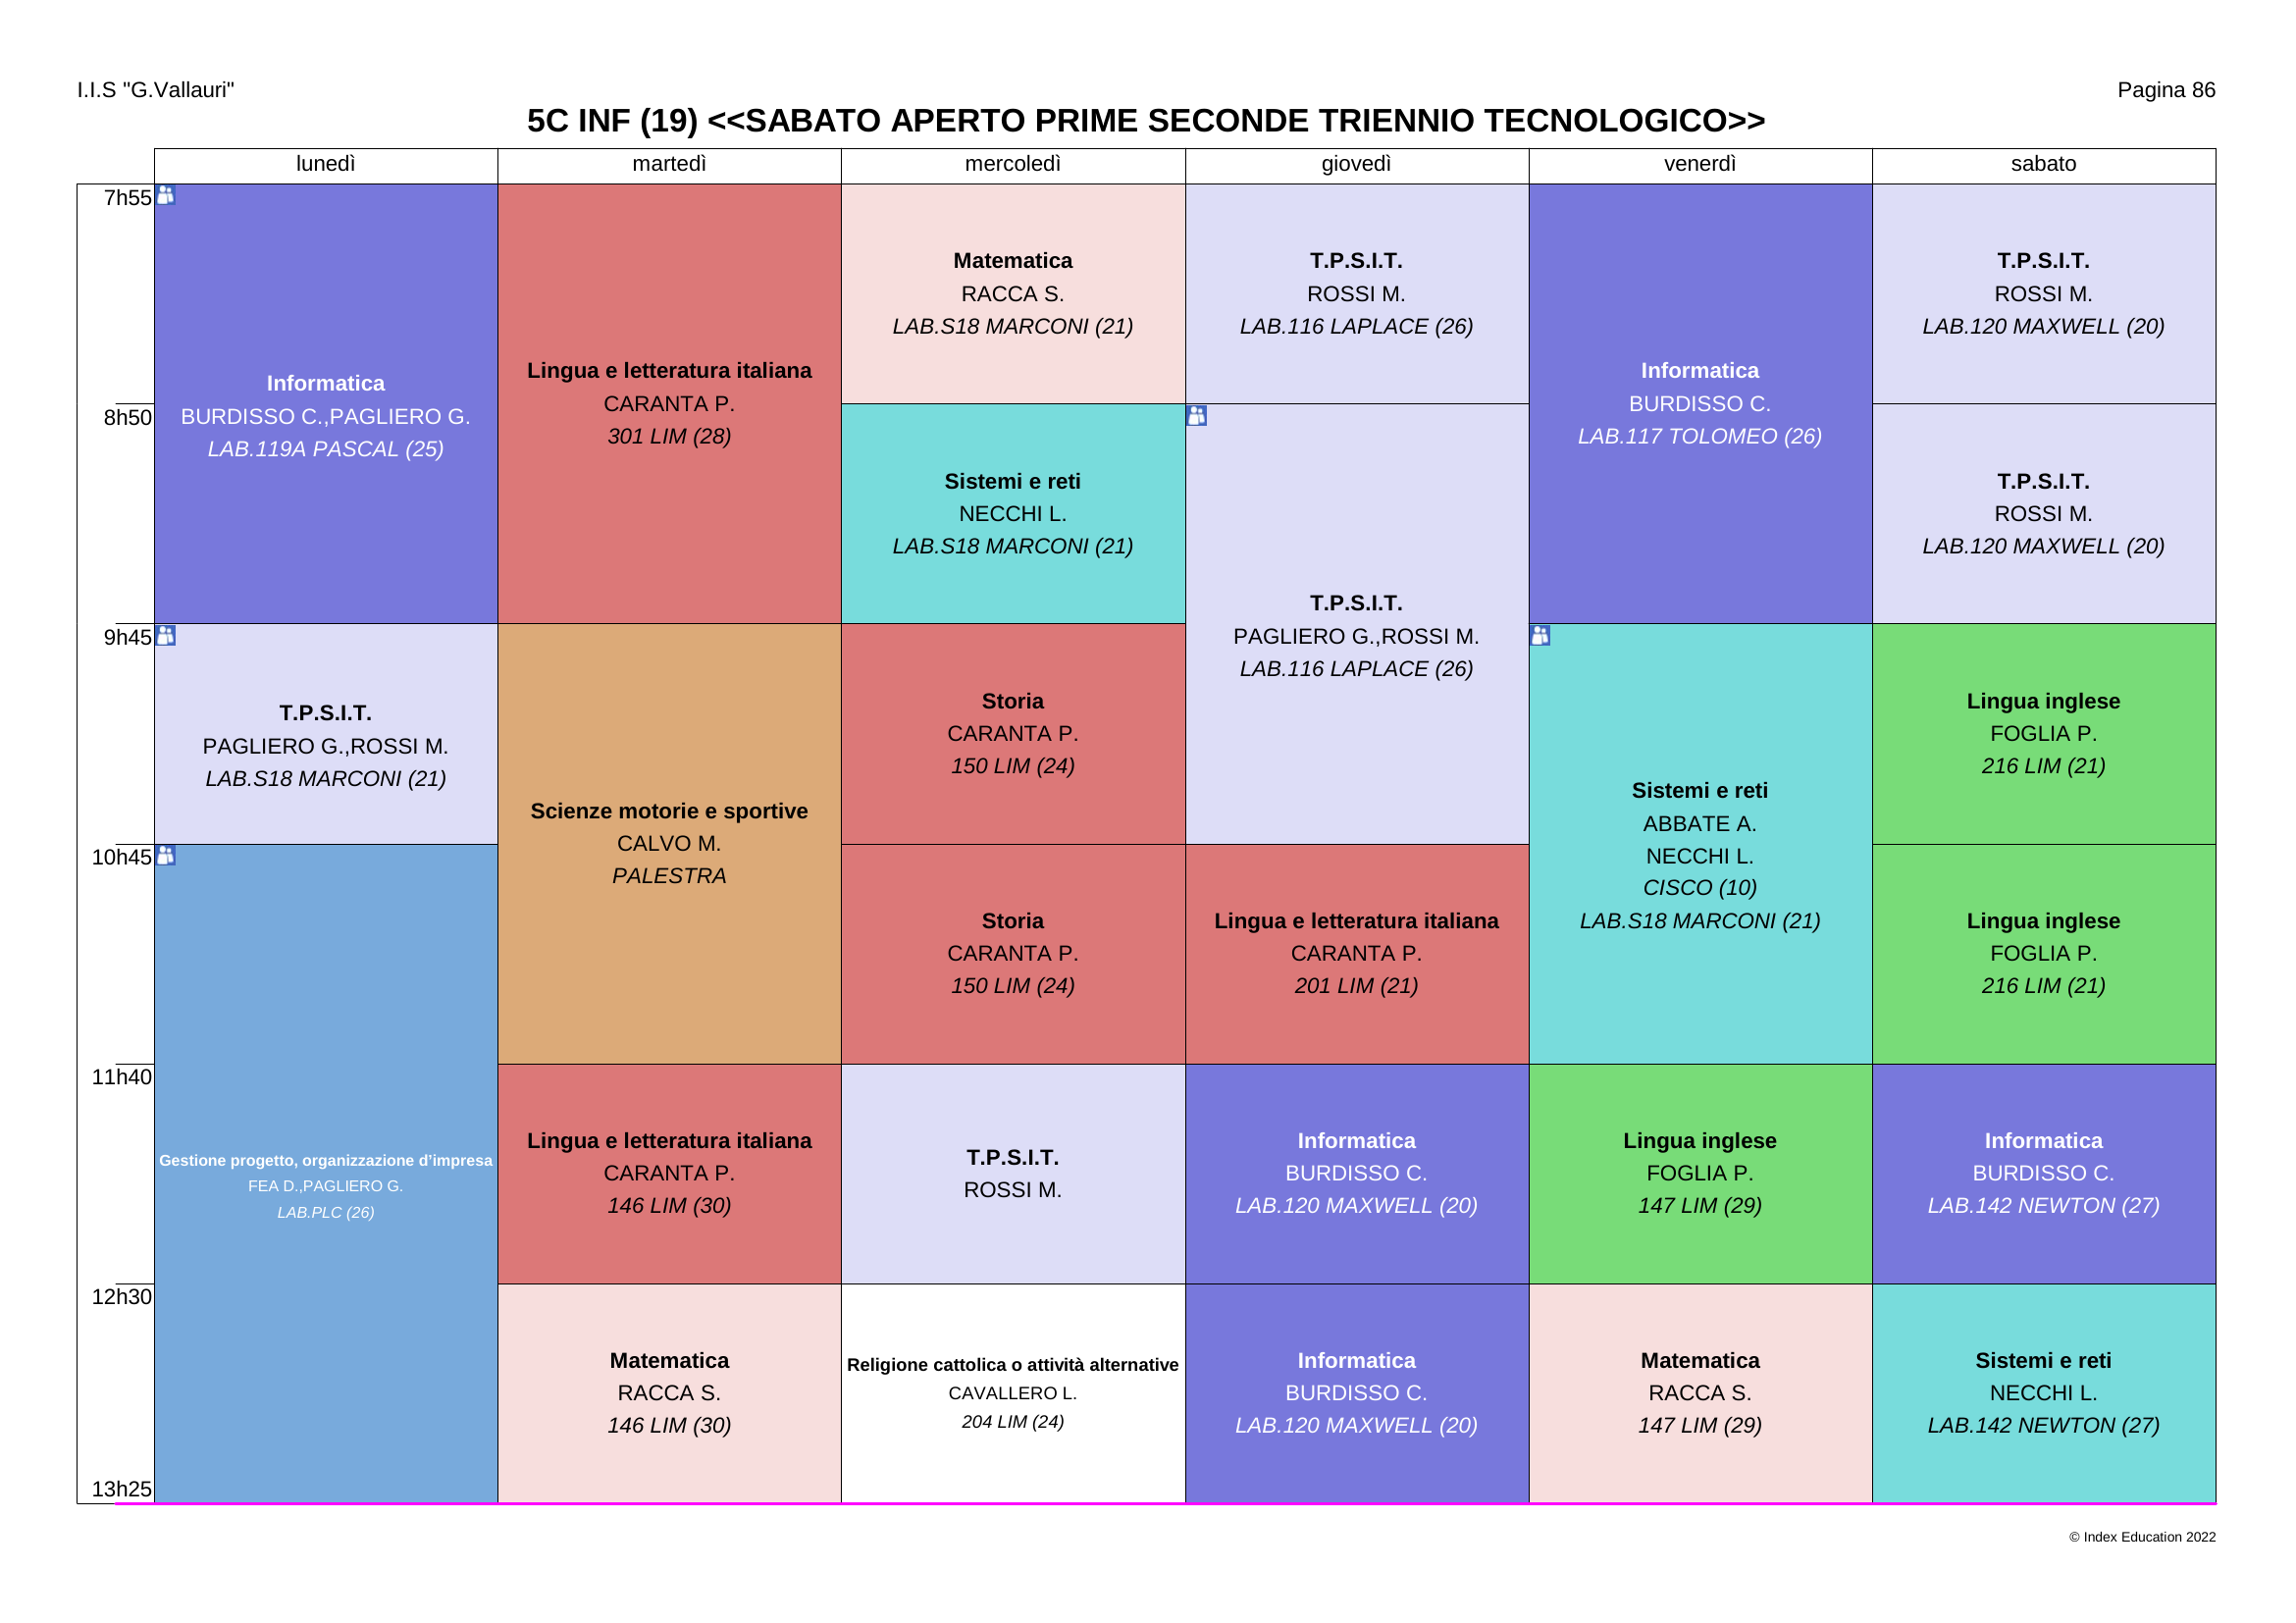 I.I.S "G.Vallauri"
Pagina 86
5C INF (19) <<SABATO APERTO PRIME SECONDE TRIENNIO TECNOLOGICO>>
lunedì
martedì
mercoledì
giovedì
venerdì
sabato
7h55
8h50
9h45
10h45
11h40
12h30
13h25
Informatica
BURDISSO C.,PAGLIERO G.
LAB.119A PASCAL (25)
T.P.S.I.T.
PAGLIERO G.,ROSSI M.
LAB.S18 MARCONI (21)
Gestione progetto, organizzazione d'impresa
FEA D.,PAGLIERO G.
LAB.PLC (26)
Lingua e letteratura italiana
CARANTA P.
301 LIM (28)
Scienze motorie e sportive
CALVO M.
PALESTRA
Lingua e letteratura italiana
CARANTA P.
146 LIM (30)
Matematica
RACCA S.
146 LIM (30)
Matematica
RACCA S.
LAB.S18 MARCONI (21)
Sistemi e reti
NECCHI L.
LAB.S18 MARCONI (21)
Storia
CARANTA P.
150 LIM (24)
Storia
CARANTA P.
150 LIM (24)
T.P.S.I.T.
ROSSI M.
Religione cattolica o attività alternative
CAVALLERO L.
204 LIM (24)
T.P.S.I.T.
ROSSI M.
LAB.116 LAPLACE (26)
T.P.S.I.T.
PAGLIERO G.,ROSSI M.
LAB.116 LAPLACE (26)
Lingua e letteratura italiana
CARANTA P.
201 LIM (21)
Informatica
BURDISSO C.
LAB.120 MAXWELL (20)
Informatica
BURDISSO C.
LAB.120 MAXWELL (20)
Informatica
BURDISSO C.
LAB.117 TOLOMEO (26)
Sistemi e reti
ABBATE A.
NECCHI L.
CISCO (10)
LAB.S18 MARCONI (21)
Lingua inglese
FOGLIA P.
147 LIM (29)
Matematica
RACCA S.
147 LIM (29)
T.P.S.I.T.
ROSSI M.
LAB.120 MAXWELL (20)
T.P.S.I.T.
ROSSI M.
LAB.120 MAXWELL (20)
Lingua inglese
FOGLIA P.
216 LIM (21)
Lingua inglese
FOGLIA P.
216 LIM (21)
Informatica
BURDISSO C.
LAB.142 NEWTON (27)
Sistemi e reti
NECCHI L.
LAB.142 NEWTON (27)
© Index Education 2022